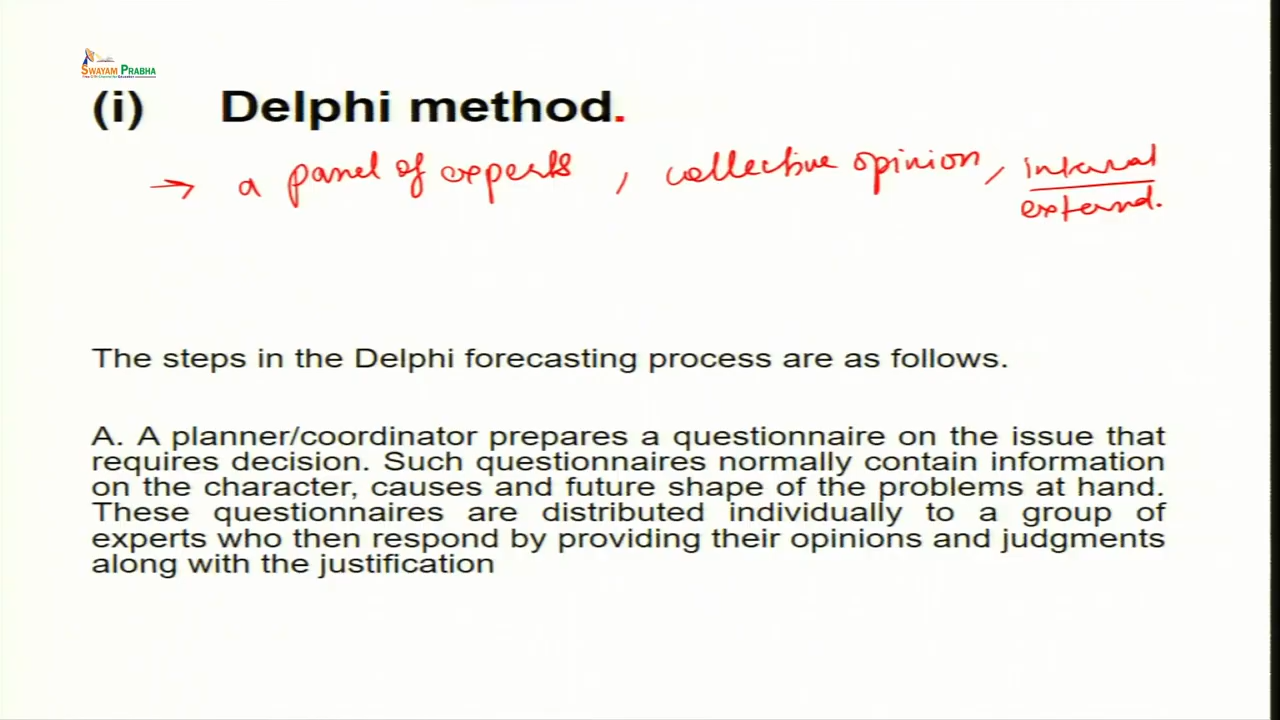 SWAYAM PRABHA
(i) Delphi method.
→ a panel of experts, collective opinion, internal
external.
The steps in the Delphi forecasting process are as follows.
A. A planner/coordinator prepares a questionnaire on the issue that
requires decision. Such questionnaires normally contain information
on the character, causes and future shape of the problems at hand.
These questionnaires are distributed individually to a group of
experts who then respond by providing their opinions and judgments
along with the justification